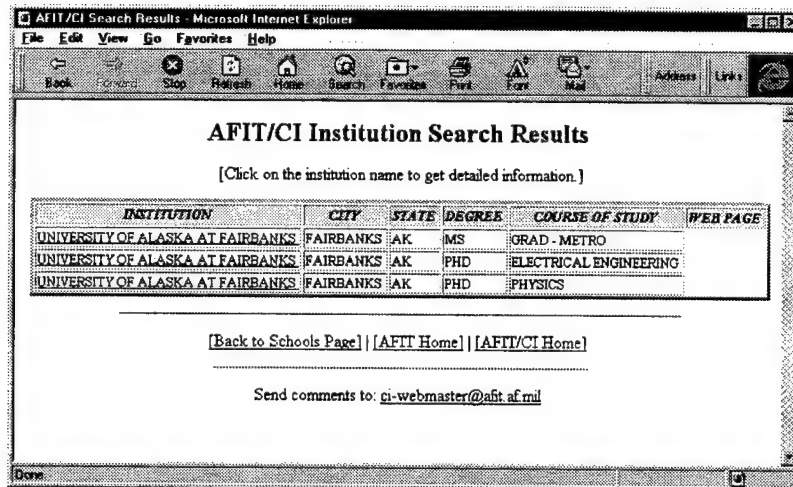 AFIT/CI Search Results - Microsoft Internet Explorer
File Edit View Go Favorites Help
Back Forward Stop Refresh Home Search Favorites Print Font Mail Address Links
AFIT/CI Institution Search Results
[Click on the institution name to get detailed information.]
INSTITUTION CITY STATE DEGREE COURSE OF STUDY WEB PAGE
UNIVERSITY OF ALASKA AT FAIRBANKS FAIRBANKS AK MS GRAD - METRO
UNIVERSITY OF ALASKA AT FAIRBANKS FAIRBANKS AK PHD ELECTRICAL ENGINEERING
UNIVERSITY OF ALASKA AT FAIRBANKS FAIRBANKS AK PHD PHYSICS
[Back to Schools Page] | [AFIT Home] | [AFIT/CI Home]
Send comments to: ci-webmaster@afit.af.mil
Done